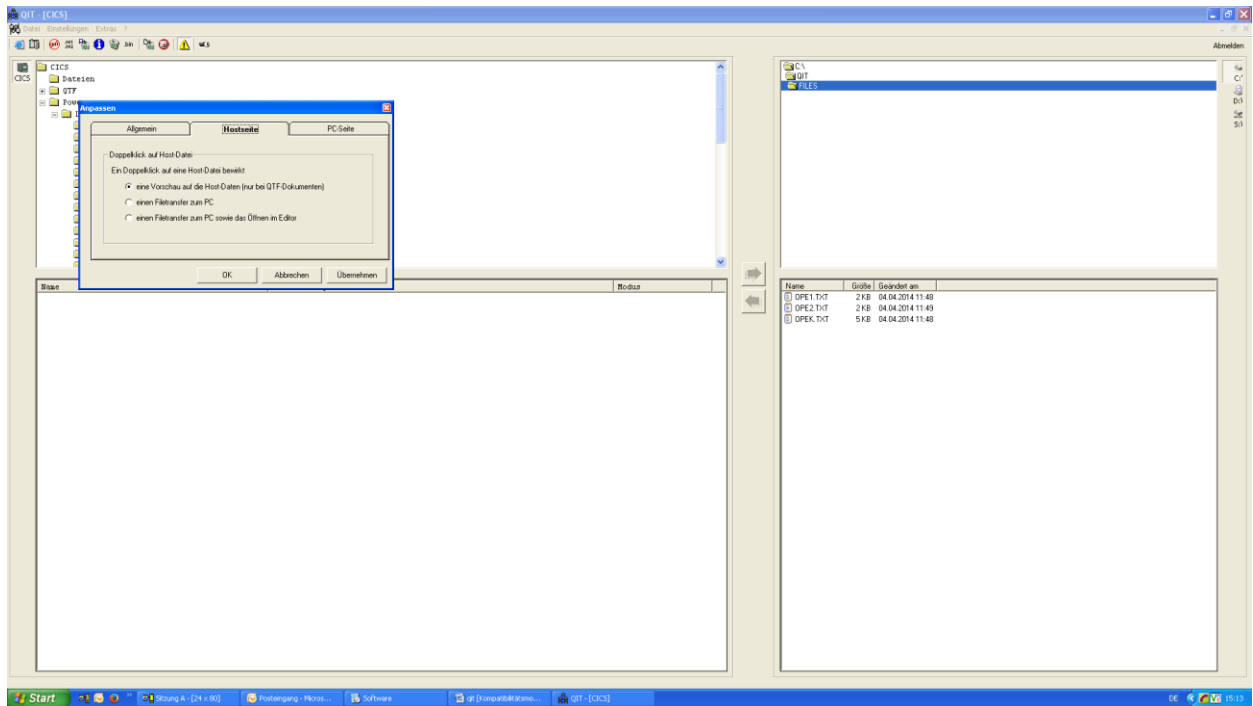 QIT - [CICS]
Datei Einstellungen Extras ?
Abmelden
CICS
CICS
Dateien
QTF
Anpassen
Allgemein Hostseite PC-Seite
Doppelklick auf Host-Datei
Ein Doppelklick auf eine Host-Datei bewirkt
eine Vorschau auf die Host-Daten (nur bei QTF-Dokumenten)
einen Filetransfer zum PC
einen Filetransfer zum PC sowie das Öffnen im Editor
OK Abbrechen Übernehmen
Name Modus
C:\
QIT
FILES
C:\
D:\
S:\
Name Größe Geändert am
OPE1.TXT 2 KB 04.04.2014 11:48
OPE2.TXT 2 KB 04.04.2014 11:49
OPEK.TXT 5 KB 04.04.2014 11:48
Start Sitzung A - [24 x 80] Posteingang - Micros... Software qit [Kompatibilitätsmo... QIT - [CICS] DE 15:13